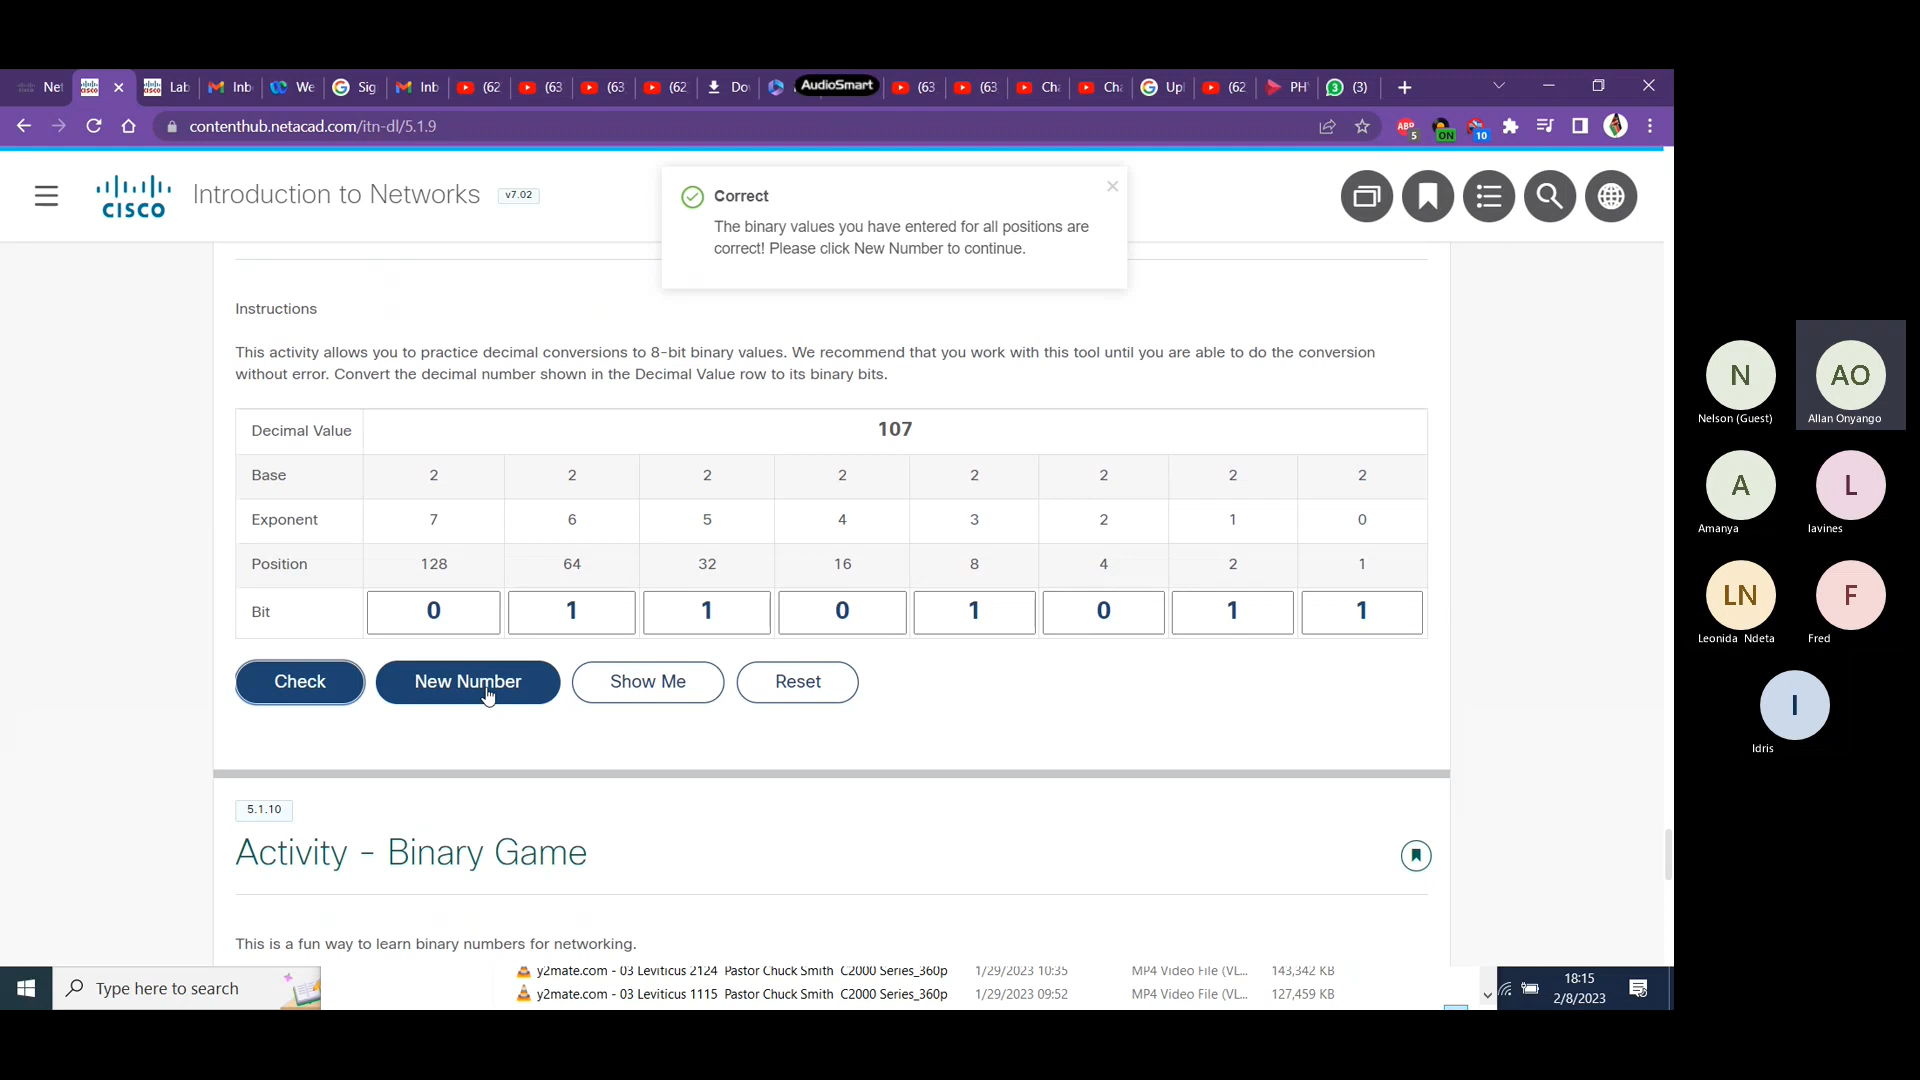 Net
Lab
Inb
We
Sig
Inb
(62
(63
(63
(62
Do
AudioSmart
(63
(63
Cha
Cha
Upl
(62
PH
3
(3)
contenthub.netacad.com/itn-dl/5.1.9
ABP
5
ON
10
CISCO
Introduction to Networks
v7.02
Correct
The binary values you have entered for all positions are
correct! Please click New Number to continue.
Instructions
This activity allows you to practice decimal conversions to 8-bit binary values. We recommend that you work with this tool until you are able to do the conversion
without error. Convert the decimal number shown in the Decimal Value row to its binary bits.
Decimal Value 107
Base 2 2 2 2 2 2 2 2
Exponent 7 6 5 4 3 2 1 0
Position 128 64 32 16 8 4 2 1
Bit 0 1 1 0 1 0 1 1
Check New Number Show Me Reset
5.1.10
Activity - Binary Game
This is a fun way to learn binary numbers for networking.
y2mate.com - 03 Leviticus 2124 Pastor Chuck Smith C2000 Series_360p 1/29/2023 10:35 MP4 Video File (VL... 143,342 KB
y2mate.com - 03 Leviticus 1115 Pastor Chuck Smith C2000 Series_360p 1/29/2023 09:52 MP4 Video File (VL... 127,459 KB
Type here to search
18:15
2/8/2023
N
Nelson (Guest)
AO
Allan Onyango
A
Amanya
L
lavines
LN
Leonida Ndeta
F
Fred
I
Idris